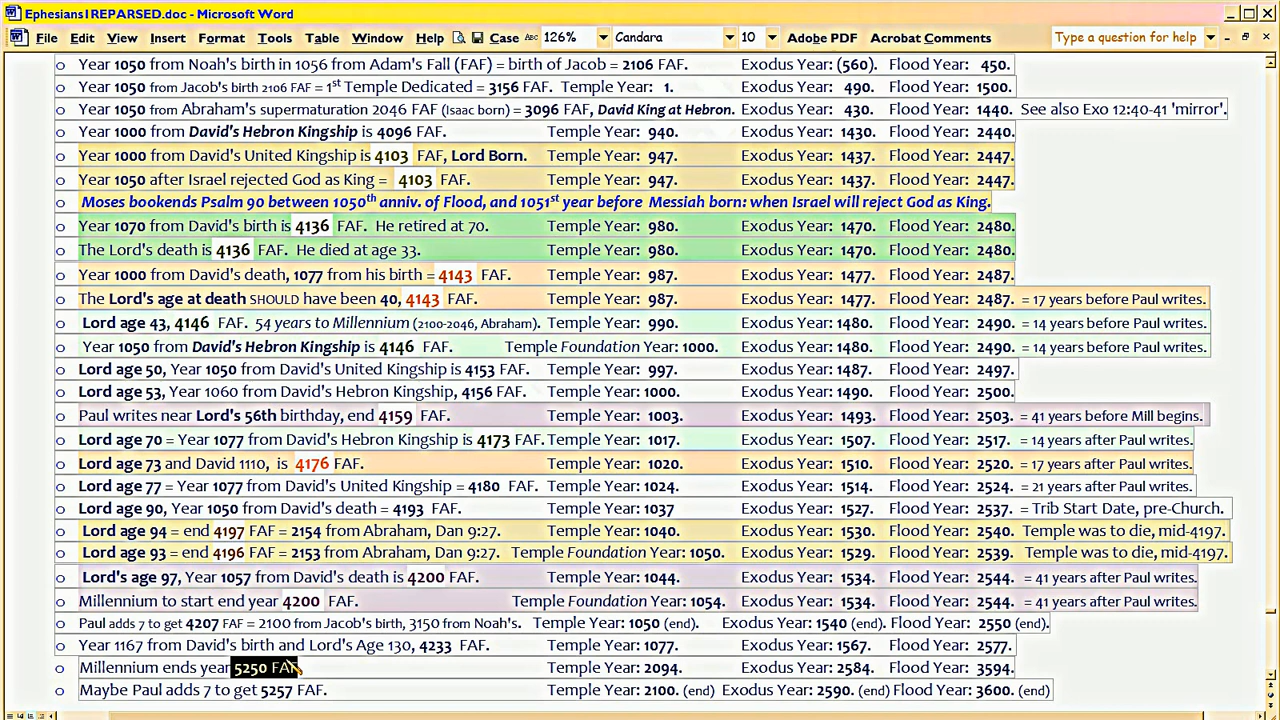 Ephesians1REPARSED.doc - Microsoft Word
File Edit View Insert Format Tools Table Window Help Case ABC 126% Candara 10 Adobe PDF Acrobat Comments Type a question for help
o Year 1050 from Noah's birth in 1056 from Adam's Fall (FAF) = birth of Jacob = 2106 FAF. Exodus Year: (560). Flood Year: 450.
o Year 1050 from Jacob's birth 2106 FAF = 1st Temple Dedicated = 3156 FAF. Temple Year: 1. Exodus Year: 490. Flood Year: 1500.
o Year 1050 from Abraham's supermaturation 2046 FAF (Isaac born) = 3096 FAF, David King at Hebron. Exodus Year: 430. Flood Year: 1440. See also Exo 12:40-41 'mirror'.
o Year 1000 from David's Hebron Kingship is 4096 FAF. Temple Year: 940. Exodus Year: 1430. Flood Year: 2440.
o Year 1000 from David's United Kingship is 4103 FAF, Lord Born. Temple Year: 947. Exodus Year: 1437. Flood Year: 2447.
o Year 1050 after Israel rejected God as King = 4103 FAF. Temple Year: 947. Exodus Year: 1437. Flood Year: 2447.
o Moses bookends Psalm 90 between 1050th anniv. of Flood, and 1051st year before Messiah born: when Israel will reject God as King.
o Year 1070 from David's birth is 4136 FAF. He retired at 70. Temple Year: 980. Exodus Year: 1470. Flood Year: 2480.
o The Lord's death is 4136 FAF. He died at age 33. Temple Year: 980. Exodus Year: 1470. Flood Year: 2480.
o Year 1000 from David's death, 1077 from his birth = 4143 FAF. Temple Year: 987. Exodus Year: 1477. Flood Year: 2487.
o The Lord's age at death SHOULD have been 40, 4143 FAF. Temple Year: 987. Exodus Year: 1477. Flood Year: 2487. = 17 years before Paul writes.
o Lord age 43, 4146 FAF. 54 years to Millennium (2100-2046, Abraham). Temple Year: 990. Exodus Year: 1480. Flood Year: 2490. = 14 years before Paul writes.
o Year 1050 from David's Hebron Kingship is 4146 FAF. Temple Foundation Year: 1000. Exodus Year: 1480. Flood Year: 2490. = 14 years before Paul writes.
o Lord age 50, Year 1050 from David's United Kingship is 4153 FAF. Temple Year: 997. Exodus Year: 1487. Flood Year: 2497.
o Lord age 53, Year 1060 from David's Hebron Kingship, 4156 FAF. Temple Year: 1000. Exodus Year: 1490. Flood Year: 2500.
o Paul writes near Lord's 56th birthday, end 4159 FAF. Temple Year: 1003. Exodus Year: 1493. Flood Year: 2503. = 41 years before Mill begins.
o Lord age 70 = Year 1077 from David's Hebron Kingship is 4173 FAF. Temple Year: 1017. Exodus Year: 1507. Flood Year: 2517. = 14 years after Paul writes.
o Lord age 73 and David 1110, is 4176 FAF. Temple Year: 1020. Exodus Year: 1510. Flood Year: 2520. = 17 years after Paul writes.
o Lord age 77 = Year 1077 from David's United Kingship = 4180 FAF. Temple Year: 1024. Exodus Year: 1514. Flood Year: 2524. = 21 years after Paul writes.
o Lord age 90, Year 1050 from David's death = 4193 FAF. Temple Year: 1037 Exodus Year: 1527. Flood Year: 2537. = Trib Start Date, pre-Church.
o Lord age 94 = end 4197 FAF = 2154 from Abraham, Dan 9:27. Temple Year: 1040. Exodus Year: 1530. Flood Year: 2540. Temple was to die, mid-4197.
o Lord age 93 = end 4196 FAF = 2153 from Abraham, Dan 9:27. Temple Foundation Year: 1050. Exodus Year: 1529. Flood Year: 2539. Temple was to die, mid-4197.
o Lord's age 97, Year 1057 from David's death is 4200 FAF. Temple Year: 1044. Exodus Year: 1534. Flood Year: 2544. = 41 years after Paul writes.
o Millennium to start end year 4200 FAF. Temple Foundation Year: 1054. Exodus Year: 1534. Flood Year: 2544. = 41 years after Paul writes.
o Paul adds 7 to get 4207 FAF = 2100 from Jacob's birth, 3150 from Noah's. Temple Year: 1050 (end). Exodus Year: 1540 (end). Flood Year: 2550 (end).
o Year 1167 from David's birth and Lord's Age 130, 4233 FAF. Temple Year: 1077. Exodus Year: 1567. Flood Year: 2577.
o Millennium ends year 5250 FAF. Temple Year: 2094. Exodus Year: 2584. Flood Year: 3594.
o Maybe Paul adds 7 to get 5257 FAF. Temple Year: 2100. (end) Exodus Year: 2590. (end) Flood Year: 3600. (end)